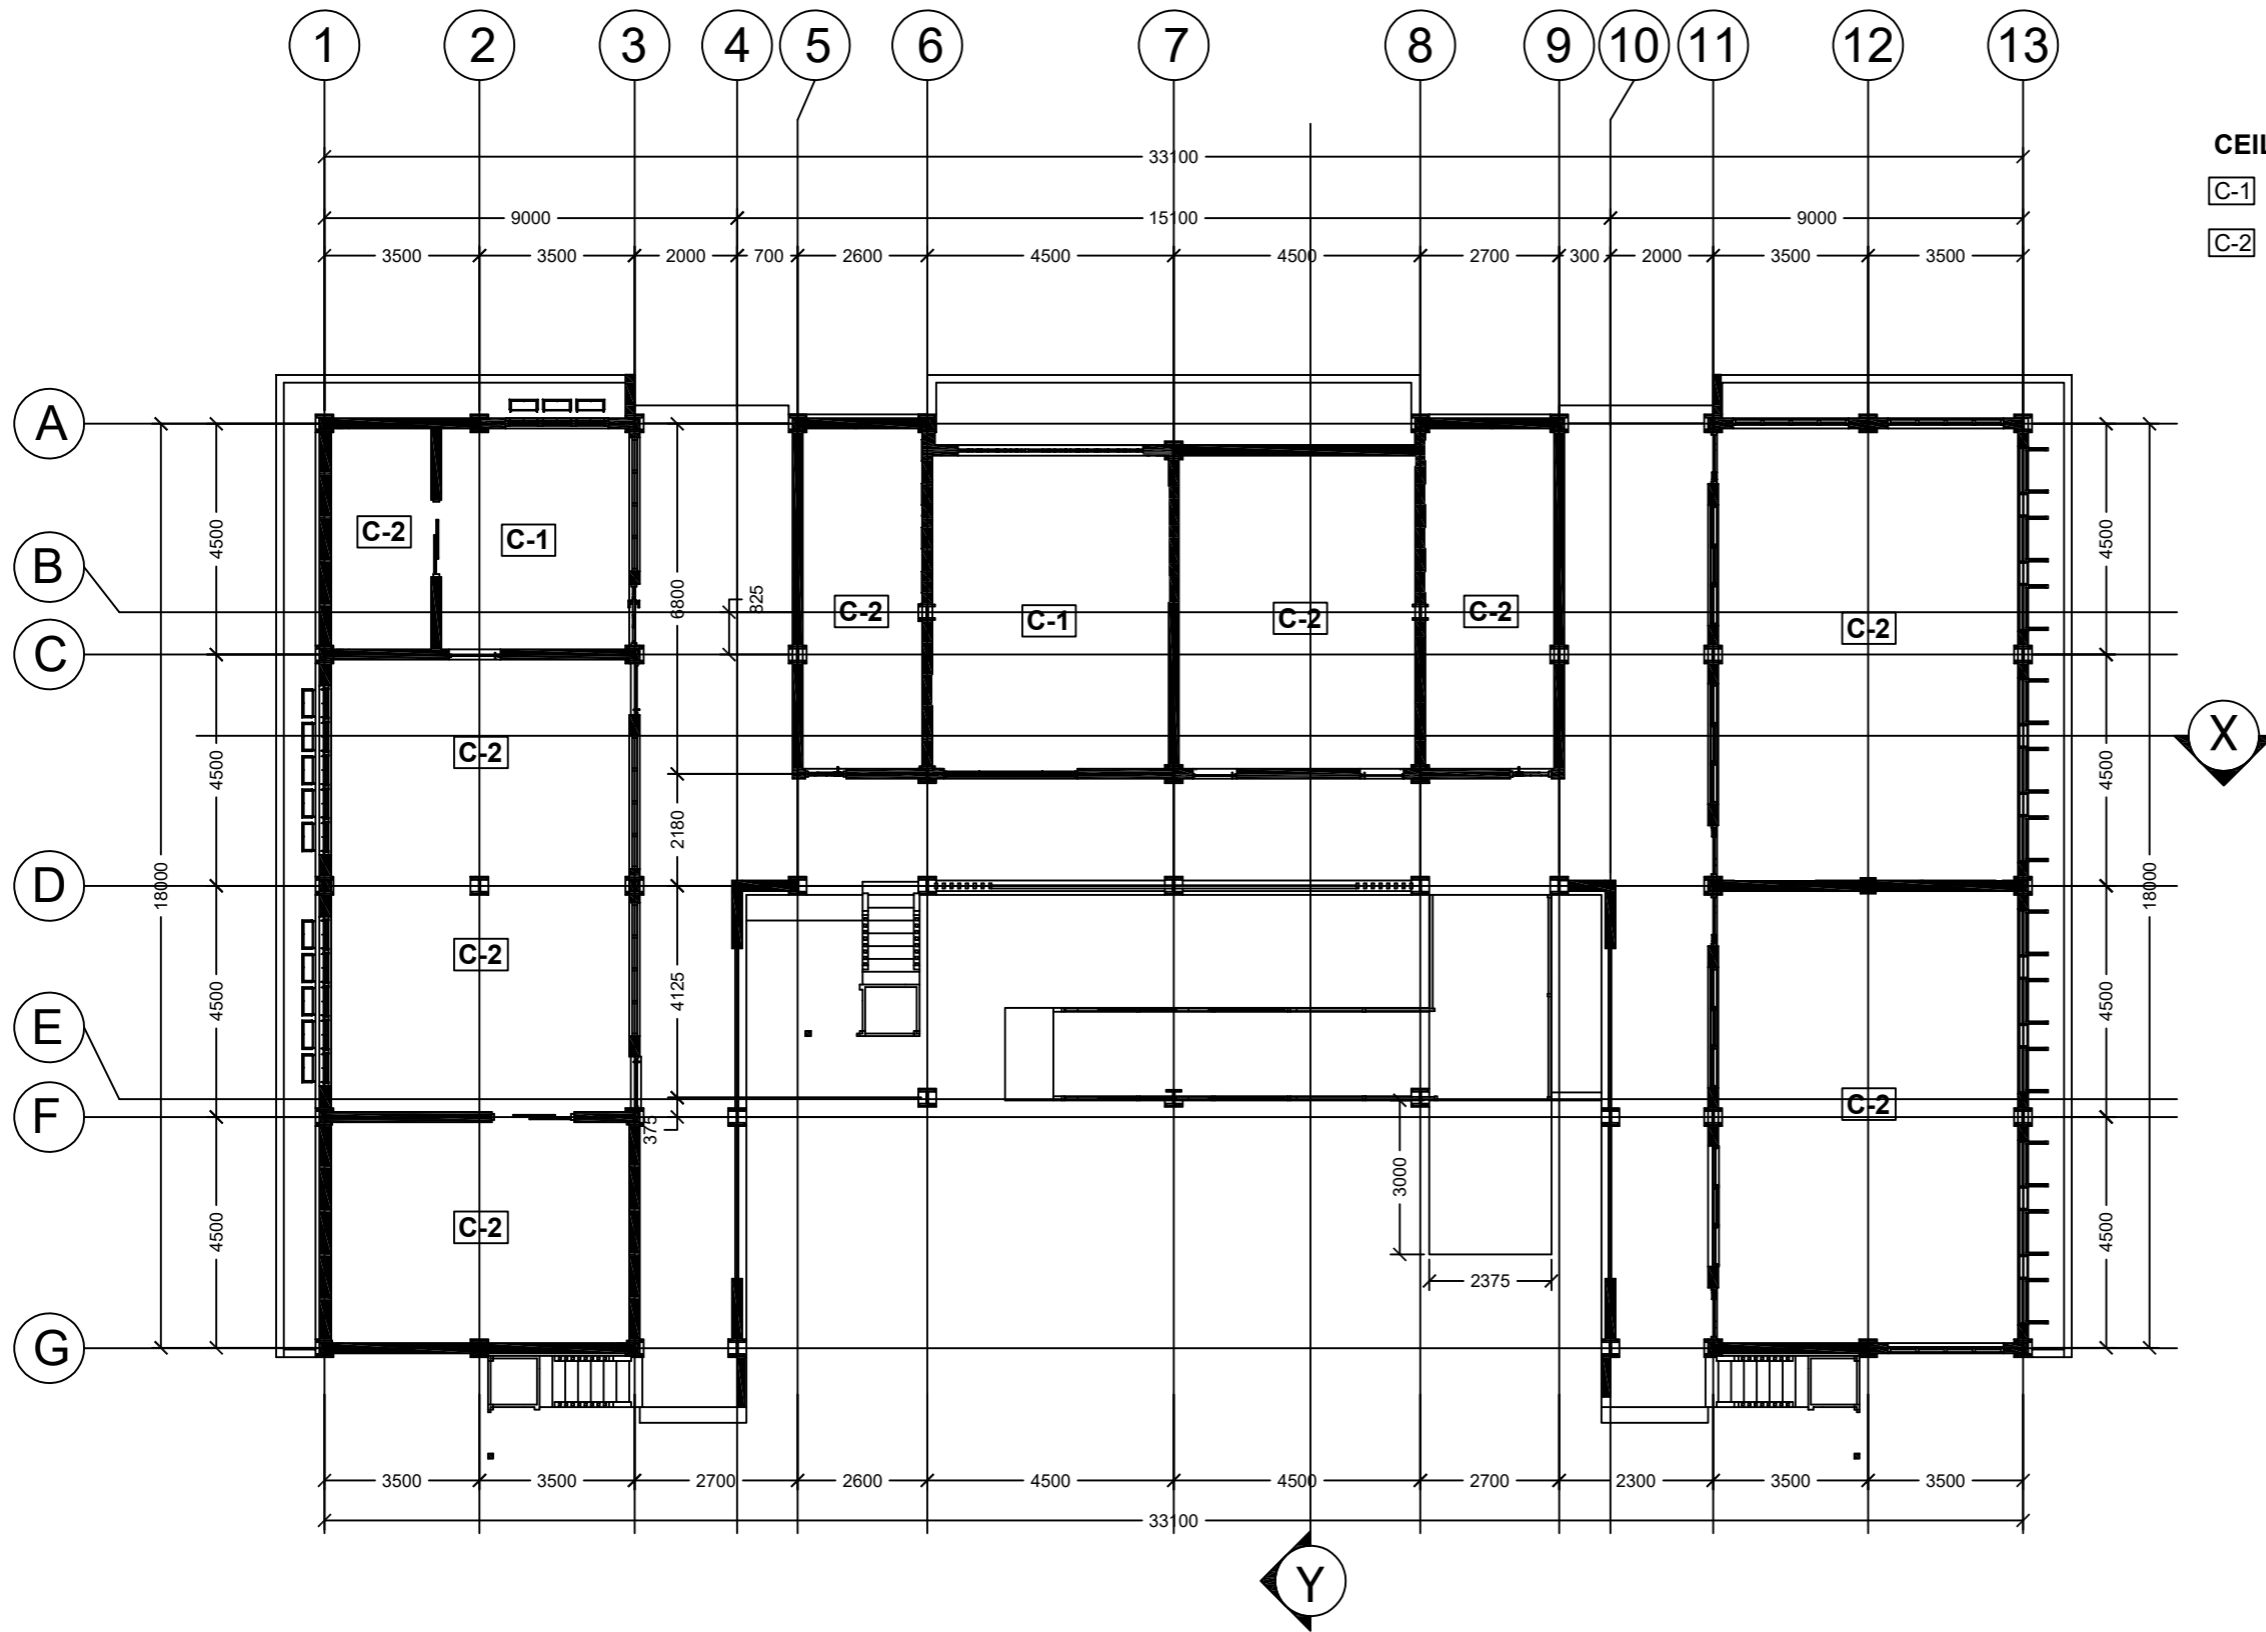 1 2 3 4 5 6 7 8 9 10 11 12 13
33100
9000 15100 9000
3500 3500 2000 700 2600 4500 4500 2700 300 2000 3500 3500
CEIL
C-1
C-2
A
B
C
D
E
F
G
18000
4500
4500
4500
4500
6800
825
2180
4125
375
C-2 C-1
C-2
C-2
C-2
C-2 C-1 C-2 C-2
C-2
C-2
3000
2375
4500
4500
4500
4500
18000
X
3500 3500 2700 2600 4500 4500 2700 2300 3500 3500
33100
Y